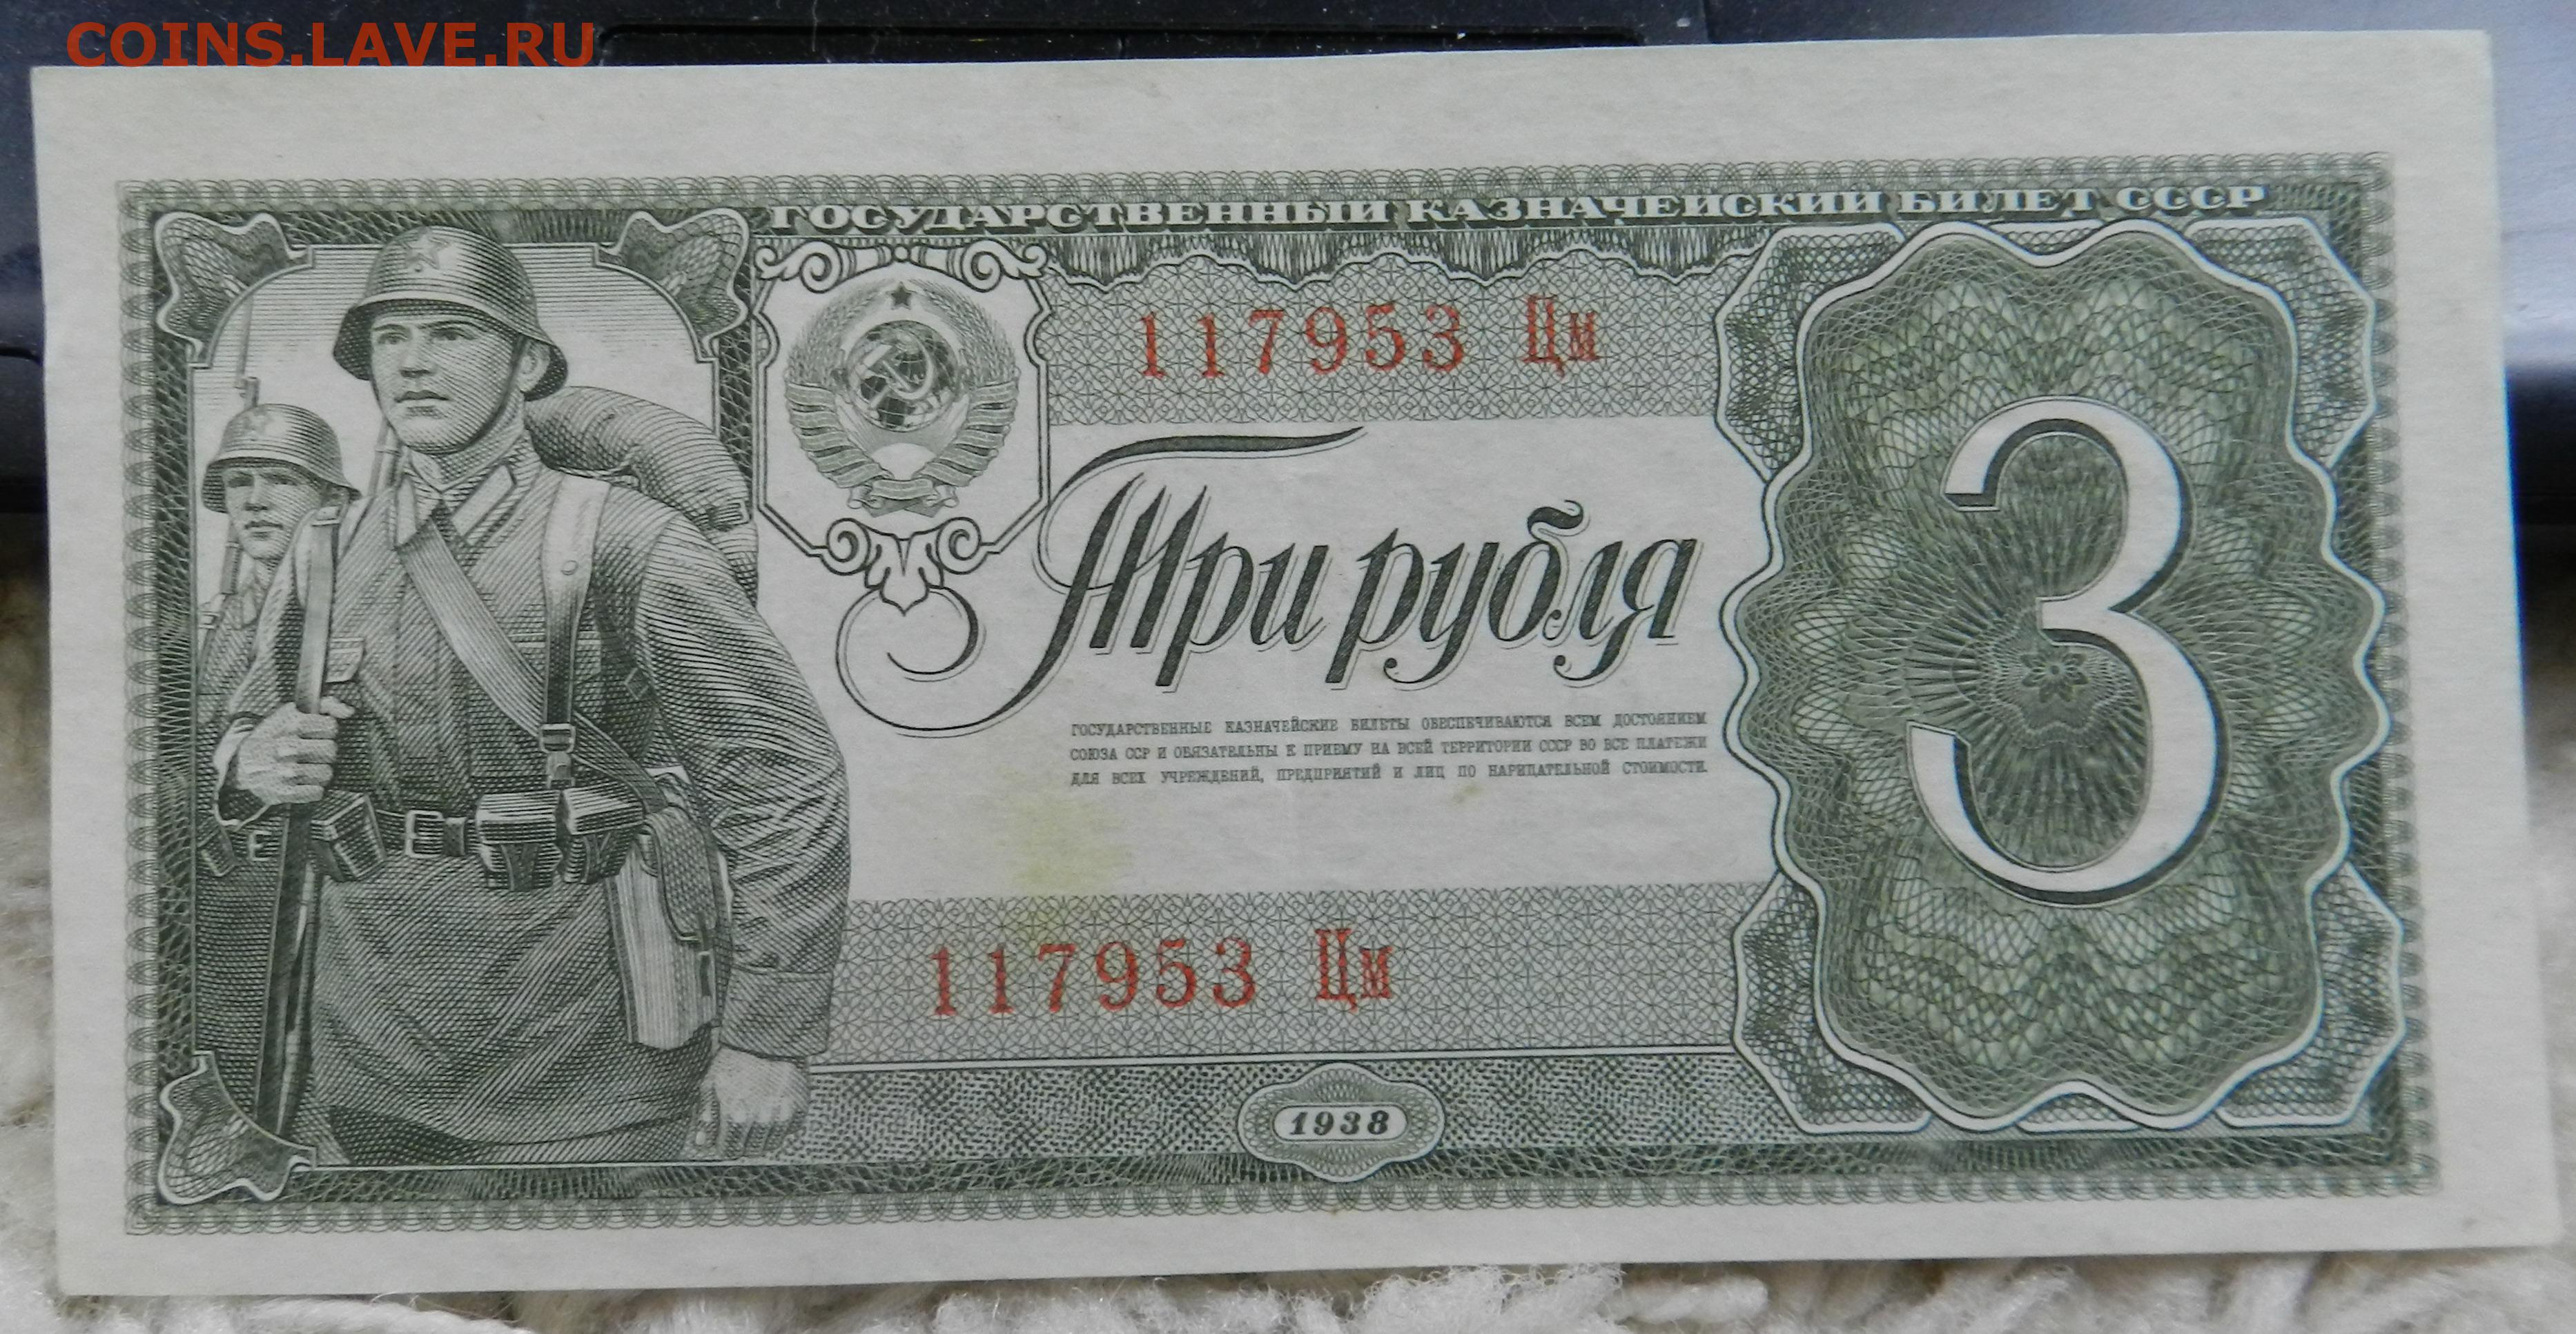 COINS.LAVE.RU
ГОСУДАРСТВЕННЫЙ КАЗНАЧЕЙСКИЙ БИЛЕТ СССР
117953 Цм
Три рубля
3
ГОСУДАРСТВЕННЫЕ КАЗНАЧЕЙСКИЕ БИЛЕТЫ ОБЕСПЕЧИВАЮТСЯ ВСЕМ ДОСТОЯНИЕМ
СОЮЗА ССР И ОБЯЗАТЕЛЬНЫ К ПРИЕМУ НА ВСЕЙ ТЕРРИТОРИИ СССР ВО ВСЕ ПЛАТЕЖИ
ДЛЯ ВСЕХ УЧРЕЖДЕНИЙ, ПРЕДПРИЯТИЙ И ЛИЦ ПО НАРИЦАТЕЛЬНОЙ СТОИМОСТИ.
117953 Цм
1938